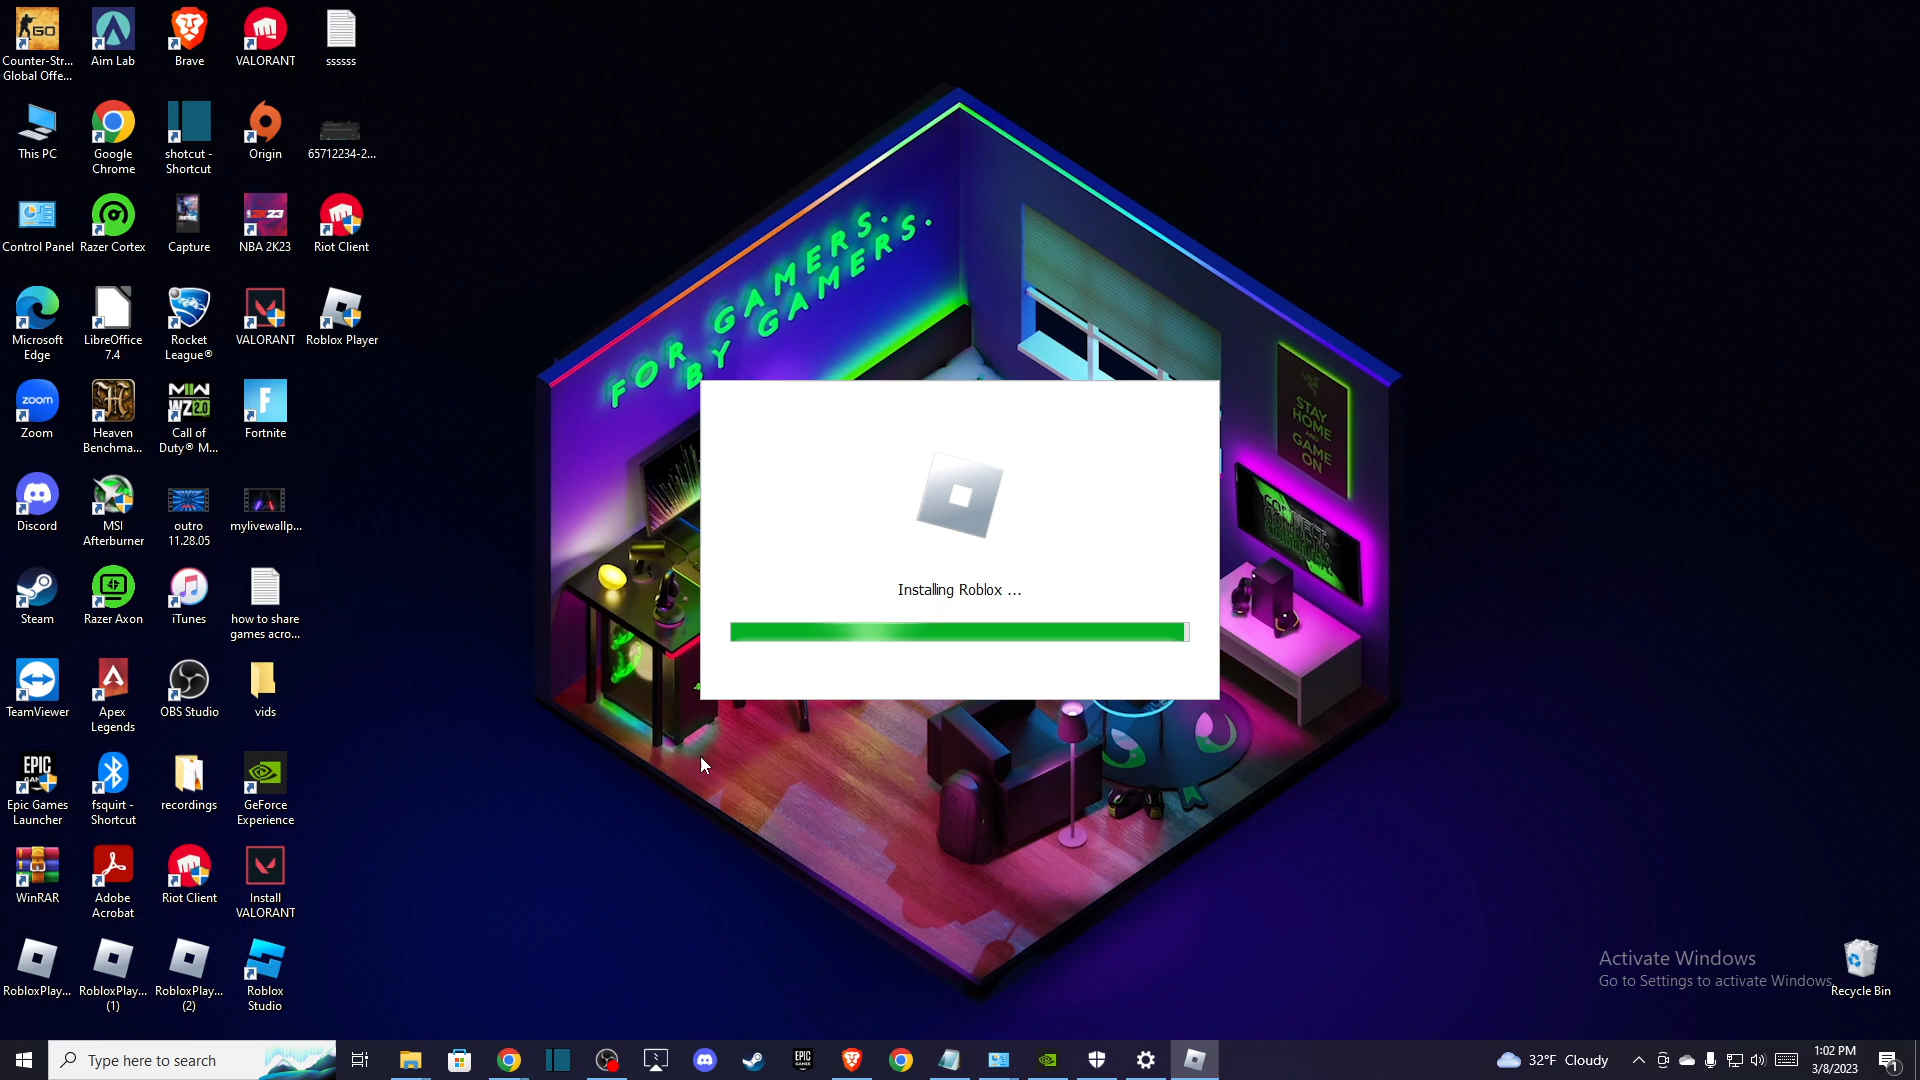 Counter-Str...
Global Offe...
Aim Lab
Brave
VALORANT
ssssss
This PC
Google
Chrome
shotcut -
Shortcut
Origin
65712234-2...
Control Panel
Razer Cortex
Capture
NBA 2K23
Riot Client
Microsoft
Edge
LibreOffice
7.4
Rocket
League®
VALORANT
Roblox Player
Zoom
Heaven
Benchma...
Call of
Duty® M...
Fortnite
Discord
MSI
Afterburner
outro
11.28.05
mylivewallp...
Steam
Razer Axon
iTunes
how to share
games acro...
TeamViewer
Apex
Legends
OBS Studio
vids
Epic Games
Launcher
fsquirt -
Shortcut
recordings
GeForce
Experience
WinRAR
Adobe
Acrobat
Riot Client
Install
VALORANT
RobloxPlay...
RobloxPlay...
(1)
RobloxPlay...
(2)
Roblox
Studio
FOR GAMERS.
BY GAMERS.
STAY
HOME
AND
GAME
ON
Installing Roblox ...
Activate Windows
Go to Settings to activate Windows.
Recycle Bin
Type here to search
32°F Cloudy
1:02 PM
3/8/2023
1